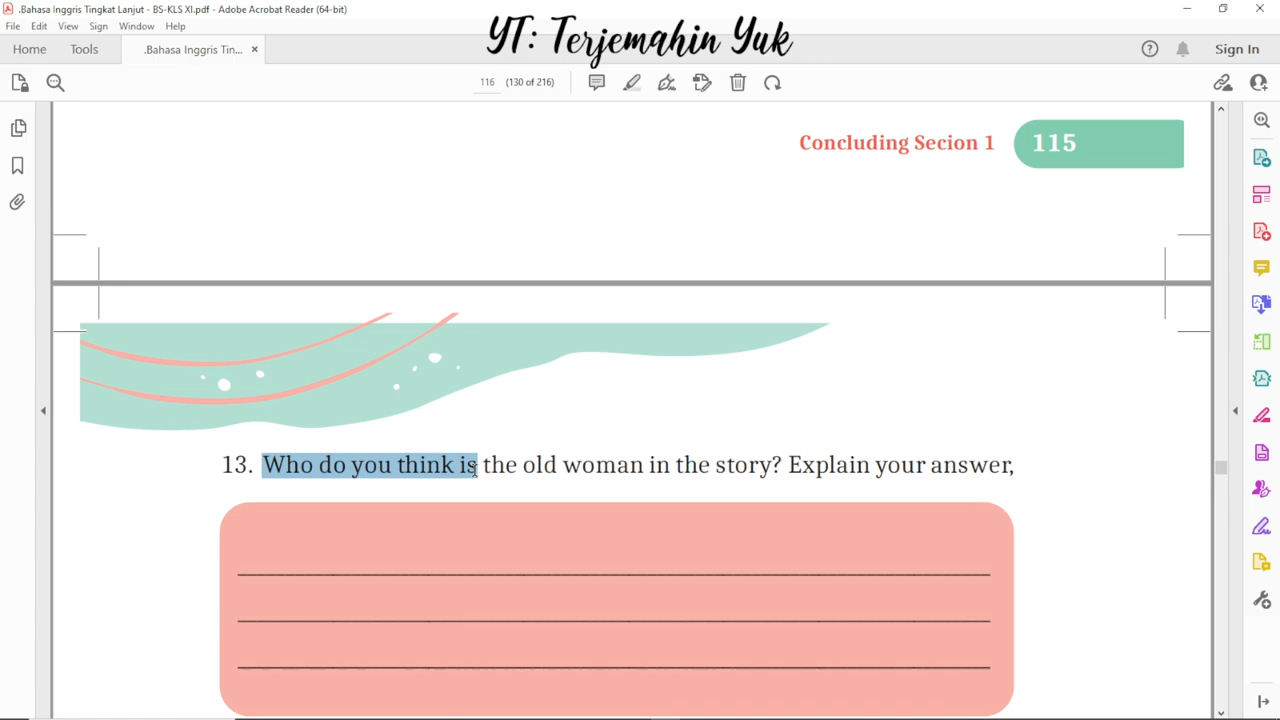 .Bahasa Inggris Tingkat Lanjut - BS-KLS XI.pdf - Adobe Acrobat Reader (64-bit)
File Edit View Sign Window Help
YT: Terjemahin Yuk
Home Tools .Bahasa Inggris Tin... × Sign In
116 (130 of 216)
Concluding Secion 1 115
13. Who do you think is the old woman in the story? Explain your answer,